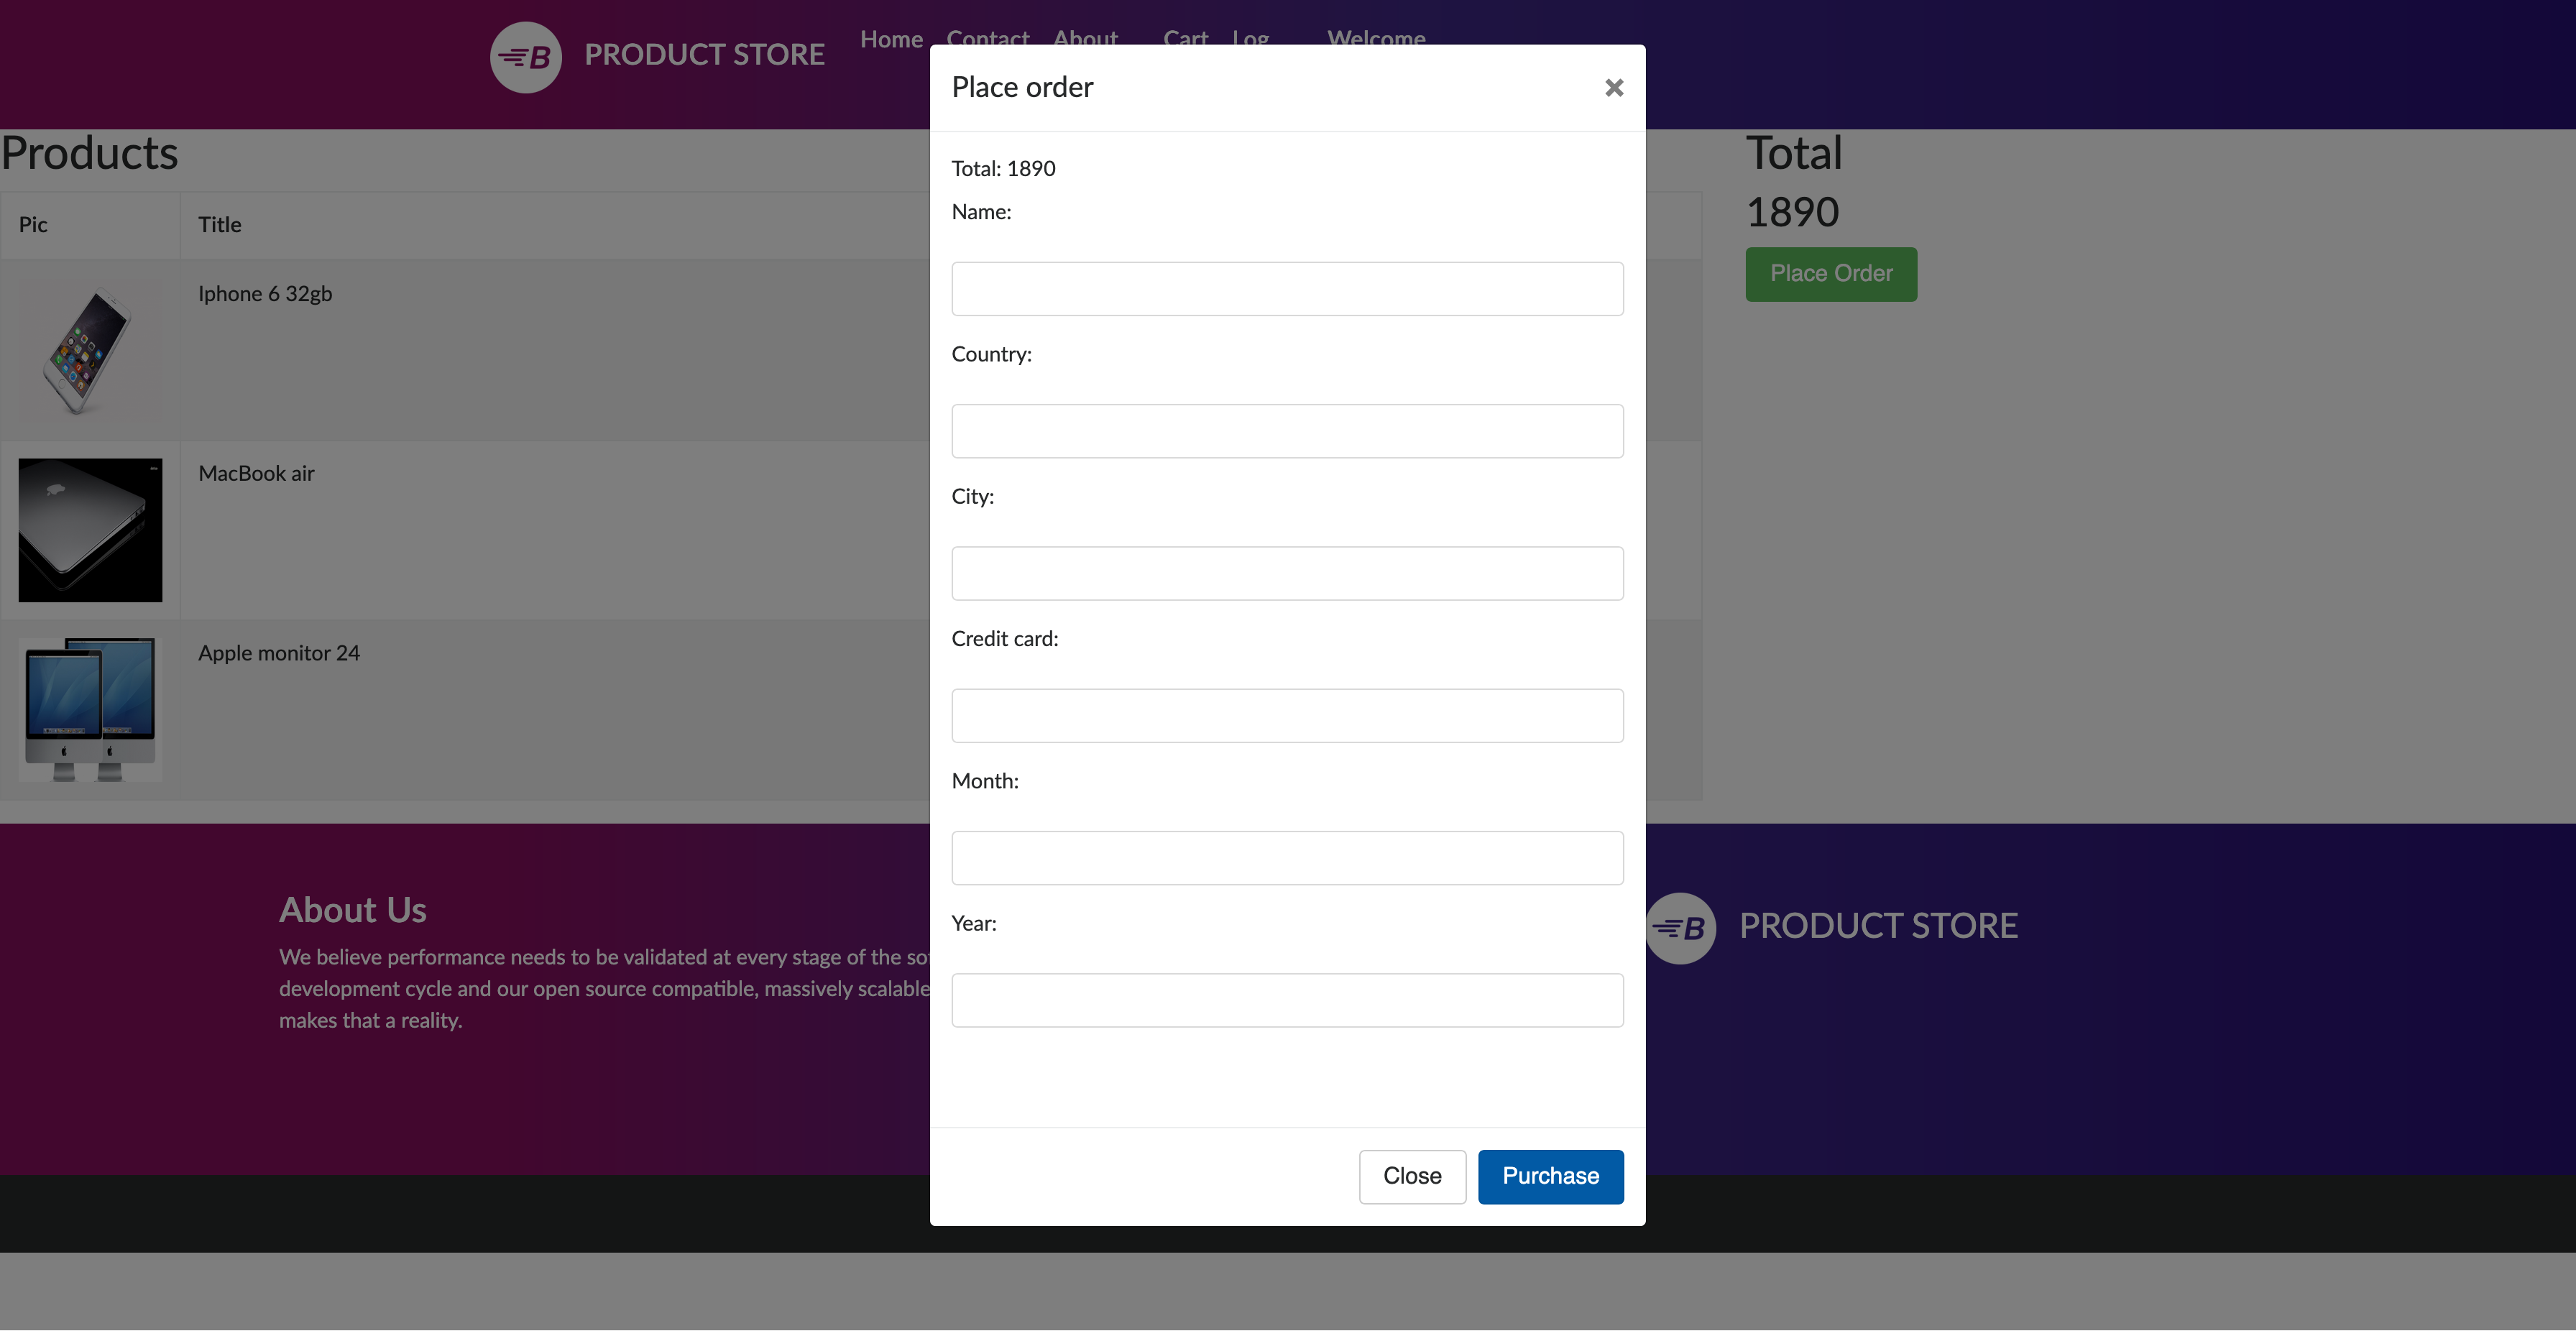 B PRODUCT STORE
Home Contact About Cart Log Welcome
Place order
×
Total: 1890
Name:
Country:
City:
Credit card:
Month:
Year:
Close
Purchase
Products
Pic Title
Iphone 6 32gb
MacBook air
Apple monitor 24
Total
1890
Place Order
About Us
We believe performance needs to be validated at every stage of the
development cycle and our open source compatible, massively scalable
makes that a reality.
B PRODUCT STORE